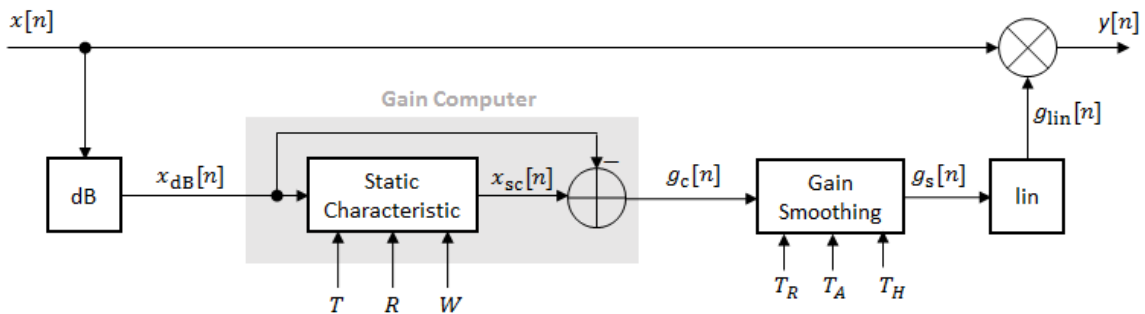 x[n]
y[n]
Gain Computer
g_lin[n]
dB
x_dB[n]
Static
Characteristic
x_sc[n]
−
g_c[n]
Gain
Smoothing
g_s[n]
lin
T
R
W
T_R
T_A
T_H